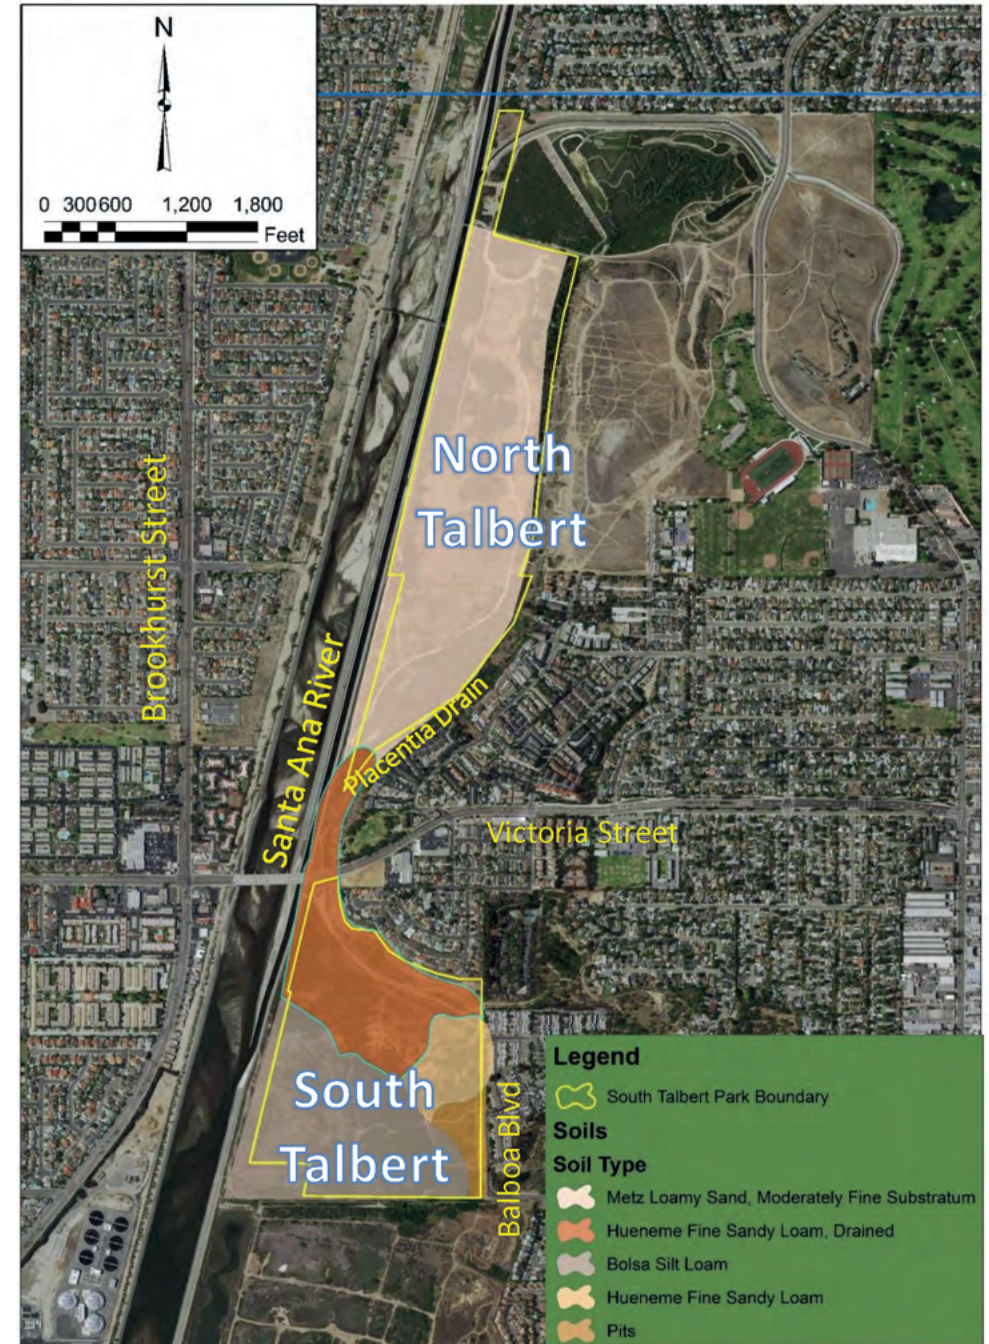 N
0 300600 1,200 1,800
Feet
North
Talbert
Brookhurst Street
Santa Ana River
Placentia Drain
Victoria Street
South
Talbert
Balboa Blvd
Legend
South Talbert Park Boundary
Soils
Soil Type
Metz Loamy Sand, Moderately Fine Substratum
Hueneme Fine Sandy Loam, Drained
Bolsa Silt Loam
Hueneme Fine Sandy Loam
Pits